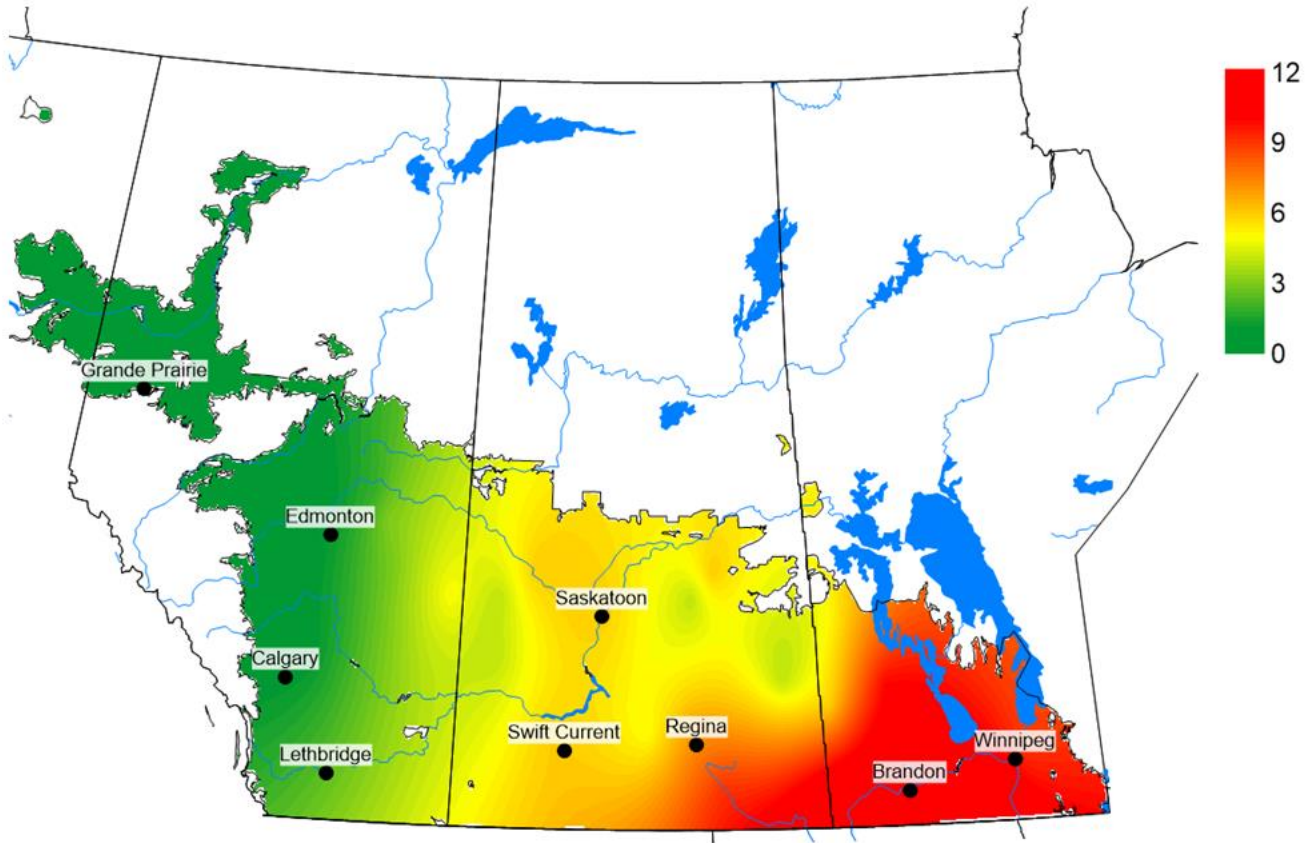 12
9
6
3
0
Grande Prairie
Edmonton
Saskatoon
Calgary
Swift Current
Regina
Lethbridge
Winnipeg
Brandon